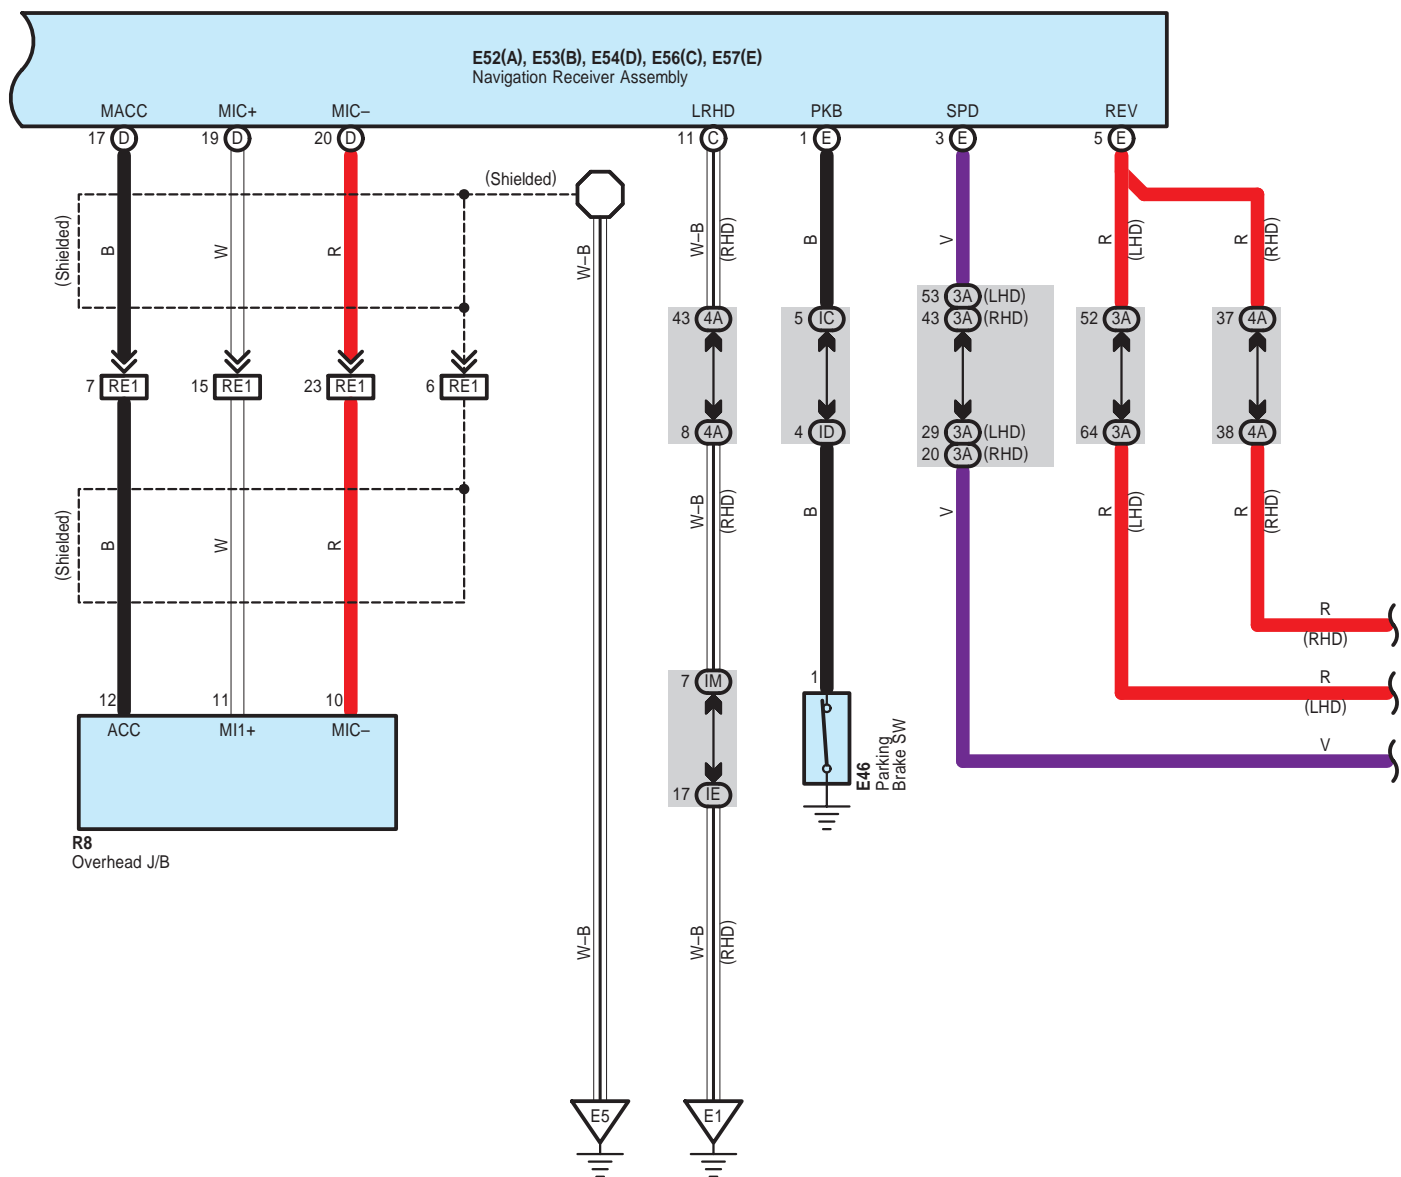 E52(A), E53(B), E54(D), E56(C), E57(E)
Navigation Receiver Assembly
MACC MIC+ MIC– LRHD PKB SPD REV
17 D 19 D 20 D 11 C 1 E 3 E 5 E
(Shielded)
(Shielded) B W R W–B W–B (RHD) B V R (LHD) R (RHD)
53 3A (LHD)
43 4A 5 IC 43 3A (RHD) 52 3A 37 4A
7 RE1 15 RE1 23 RE1 6 RE1
8 4A 4 ID 29 3A (LHD) 64 3A 38 4A
20 3A (RHD)
(Shielded) B W R W–B (RHD) B V R (LHD) R (RHD)
R
(RHD)
7 IM 1 R
(LHD)
12 11 10
ACC MI1+ MIC– V
E46
Parking
Brake SW
17 IE
R8
Overhead J/B
W–B W–B (RHD)
E5 E1